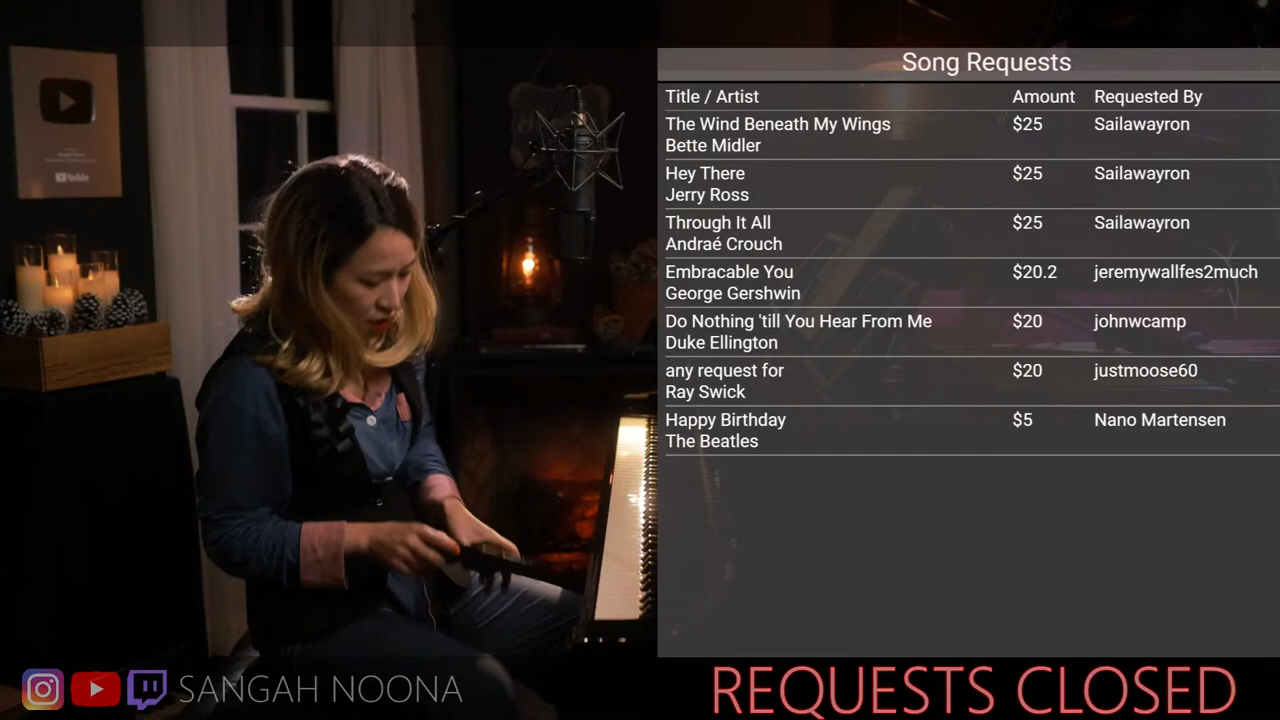 Song Requests
Title / Artist Amount Requested By
The Wind Beneath My Wings $25 Sailawayron
Bette Midler
Hey There $25 Sailawayron
Jerry Ross
Through It All $25 Sailawayron
Andraé Crouch
Embracable You $20.2 jeremywallfes2much
George Gershwin
Do Nothing 'till You Hear From Me $20 johnwcamp
Duke Ellington
any request for $20 justmoose60
Ray Swick
Happy Birthday $5 Nano Martensen
The Beatles
YouTube
SANGAH NOONA
REQUESTS CLOSED